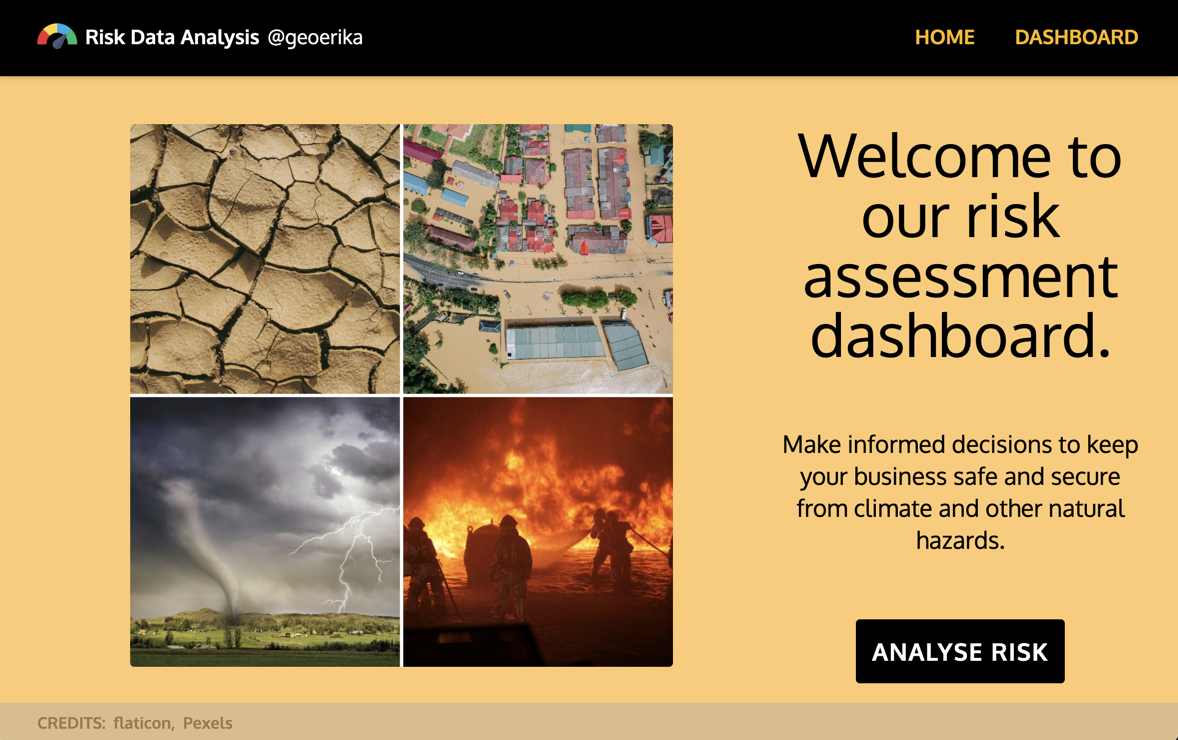 Risk Data Analysis @geoerika
HOME DASHBOARD
Welcome to
our risk
assessment
dashboard.
Make informed decisions to keep
your business safe and secure
from climate and other natural
hazards.
ANALYSE RISK
CREDITS: flaticon, Pexels